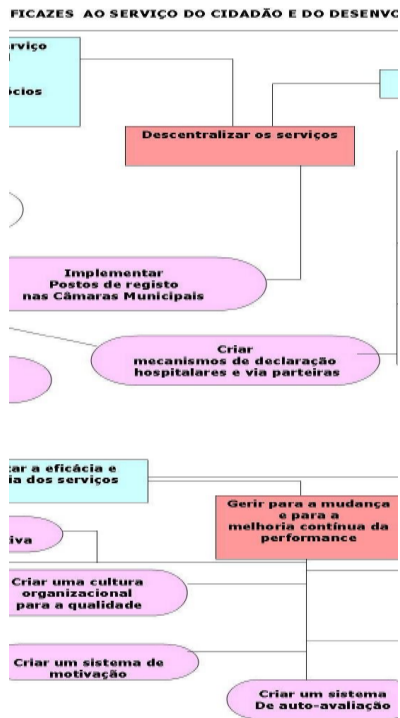 FICAZES AO SERVIÇO DO CIDADÃO E DO DESENVO
rviço
ócios
Descentralizar os serviços
Implementar
Postos de registo
nas Câmaras Municipais
Criar
mecanismos de declaração
hospitalares e via parteiras
tar a eficácia e
ia dos serviços
Gerir para a mudança
e para a
melhoria contínua da
performance
iva
Criar uma cultura
organizacional
para a qualidade
Criar um sistema de
motivação
Criar um sistema
De auto-avaliação